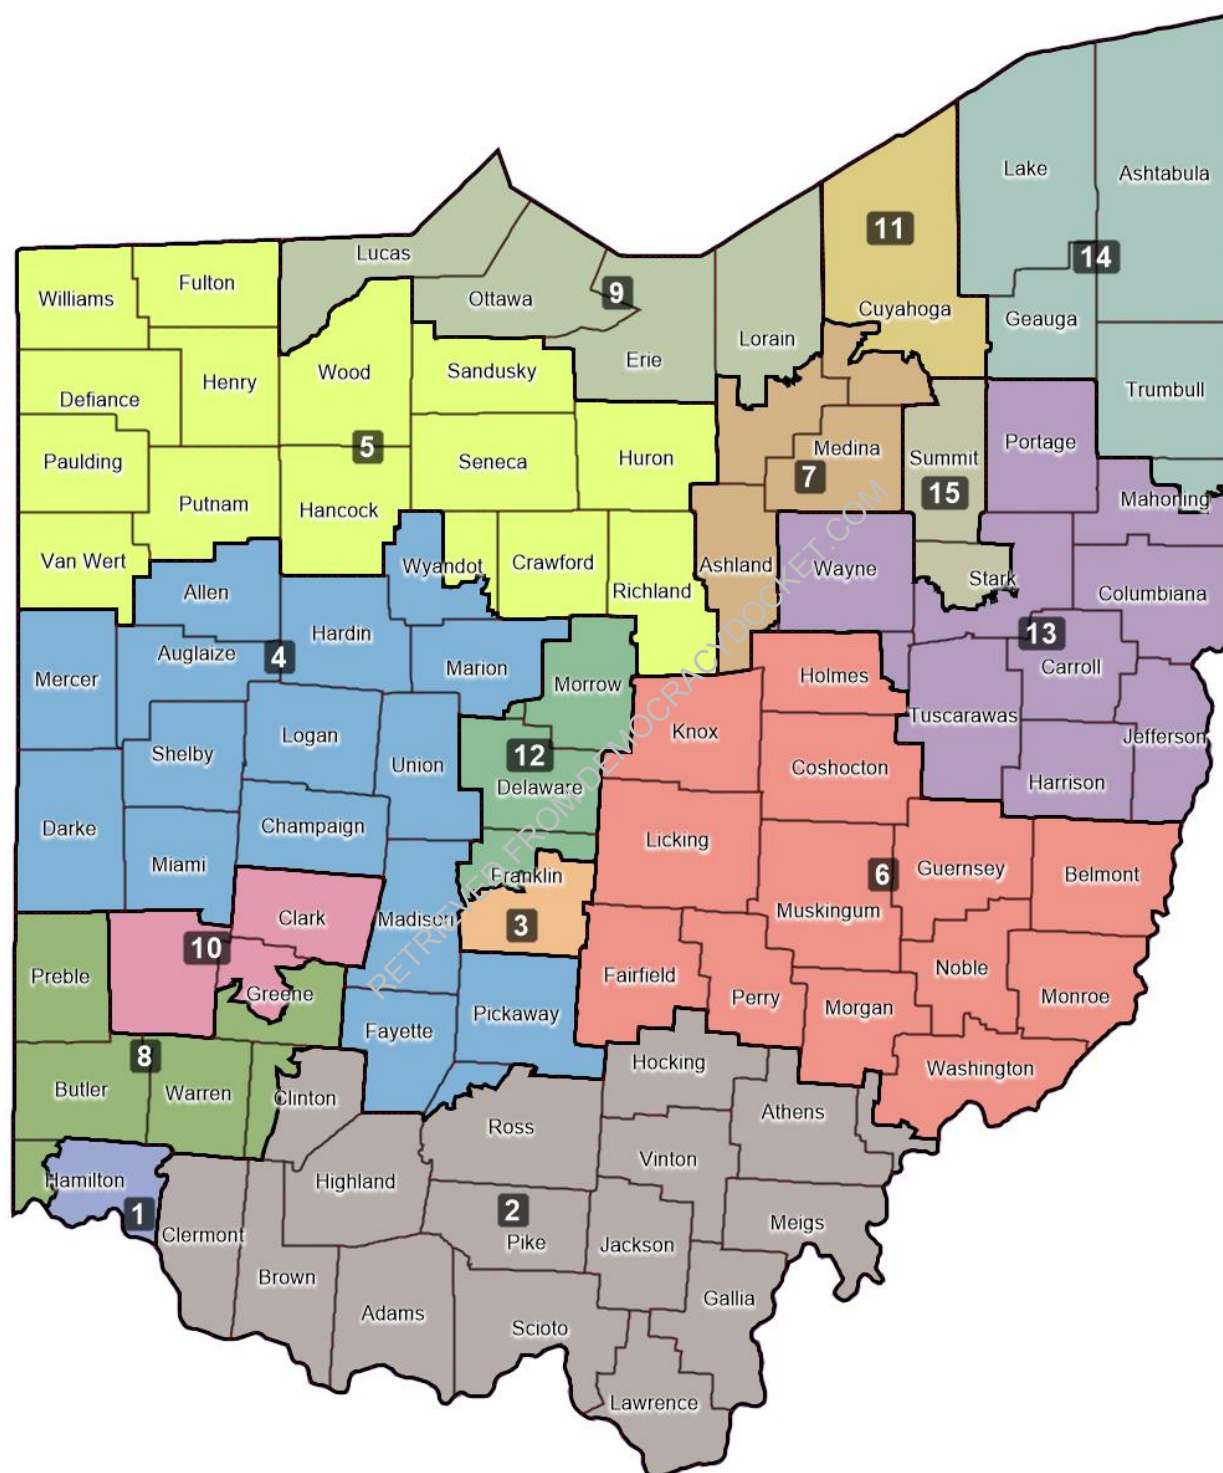 Lake
Ashtabula
11
Lucas
14
Fulton
Williams
Ottawa
9
Cuyahoga
Geauga
Lorain
Erie
Wood
Sandusky
Henry
Trumbull
Defiance
Portage
5
Medina
Huron
Summit
Paulding
Seneca
7
15
Mahoning
Putnam
Hancock
Van Wert
Wyandot
Crawford
Ashland
Wayne
Stark
Allen
Richland
Columbiana
Hardin
13
Auglaize
4
Marion
Carroll
Mercer
Morrow
Holmes
Tuscarawas
Knox
Logan
Jefferson
Shelby
12
Union
Coshocton
Harrison
Delaware
Champaign
Darke
Licking
Miami
Guernsey
Belmont
Franklin
6
Clark
Madison
Muskingum
3
10
Preble
Fairfield
Noble
Greene
Perry
Monroe
Morgan
Pickaway
Fayette
8
Hocking
Washington
Butler
Warren
Clinton
Athens
Ross
Vinton
Hamilton
Highland
1
2
Meigs
Clermont
Pike
Jackson
Brown
Gallia
Adams
Scioto
Lawrence
RETRIEVED FROM DEMOCRACYDOCKET.COM